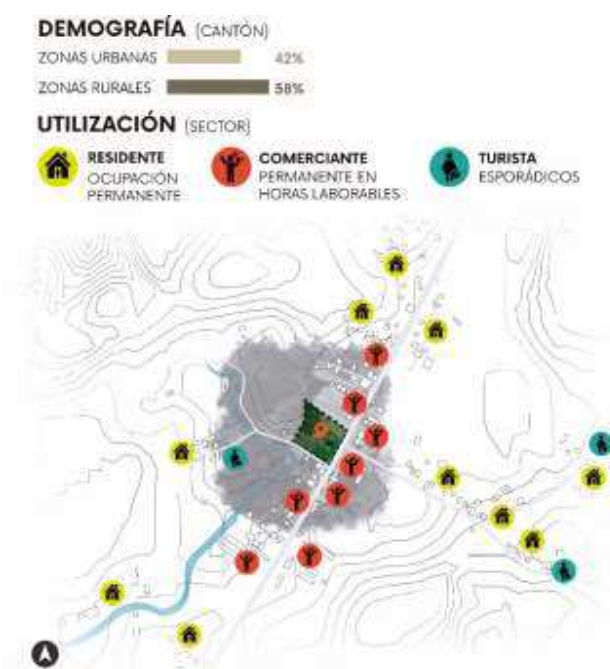 DEMOGRAFÍA (CANTÓN)
ZONAS URBANAS 42%
ZONAS RURALES 58%
UTILIZACIÓN (SECTOR)
RESIDENTE
OCUPACIÓN
PERMANENTE
COMERCIANTE
PERMANENTE EN
HORAS LABORABLES
TURISTA
ESPORÁDICOS